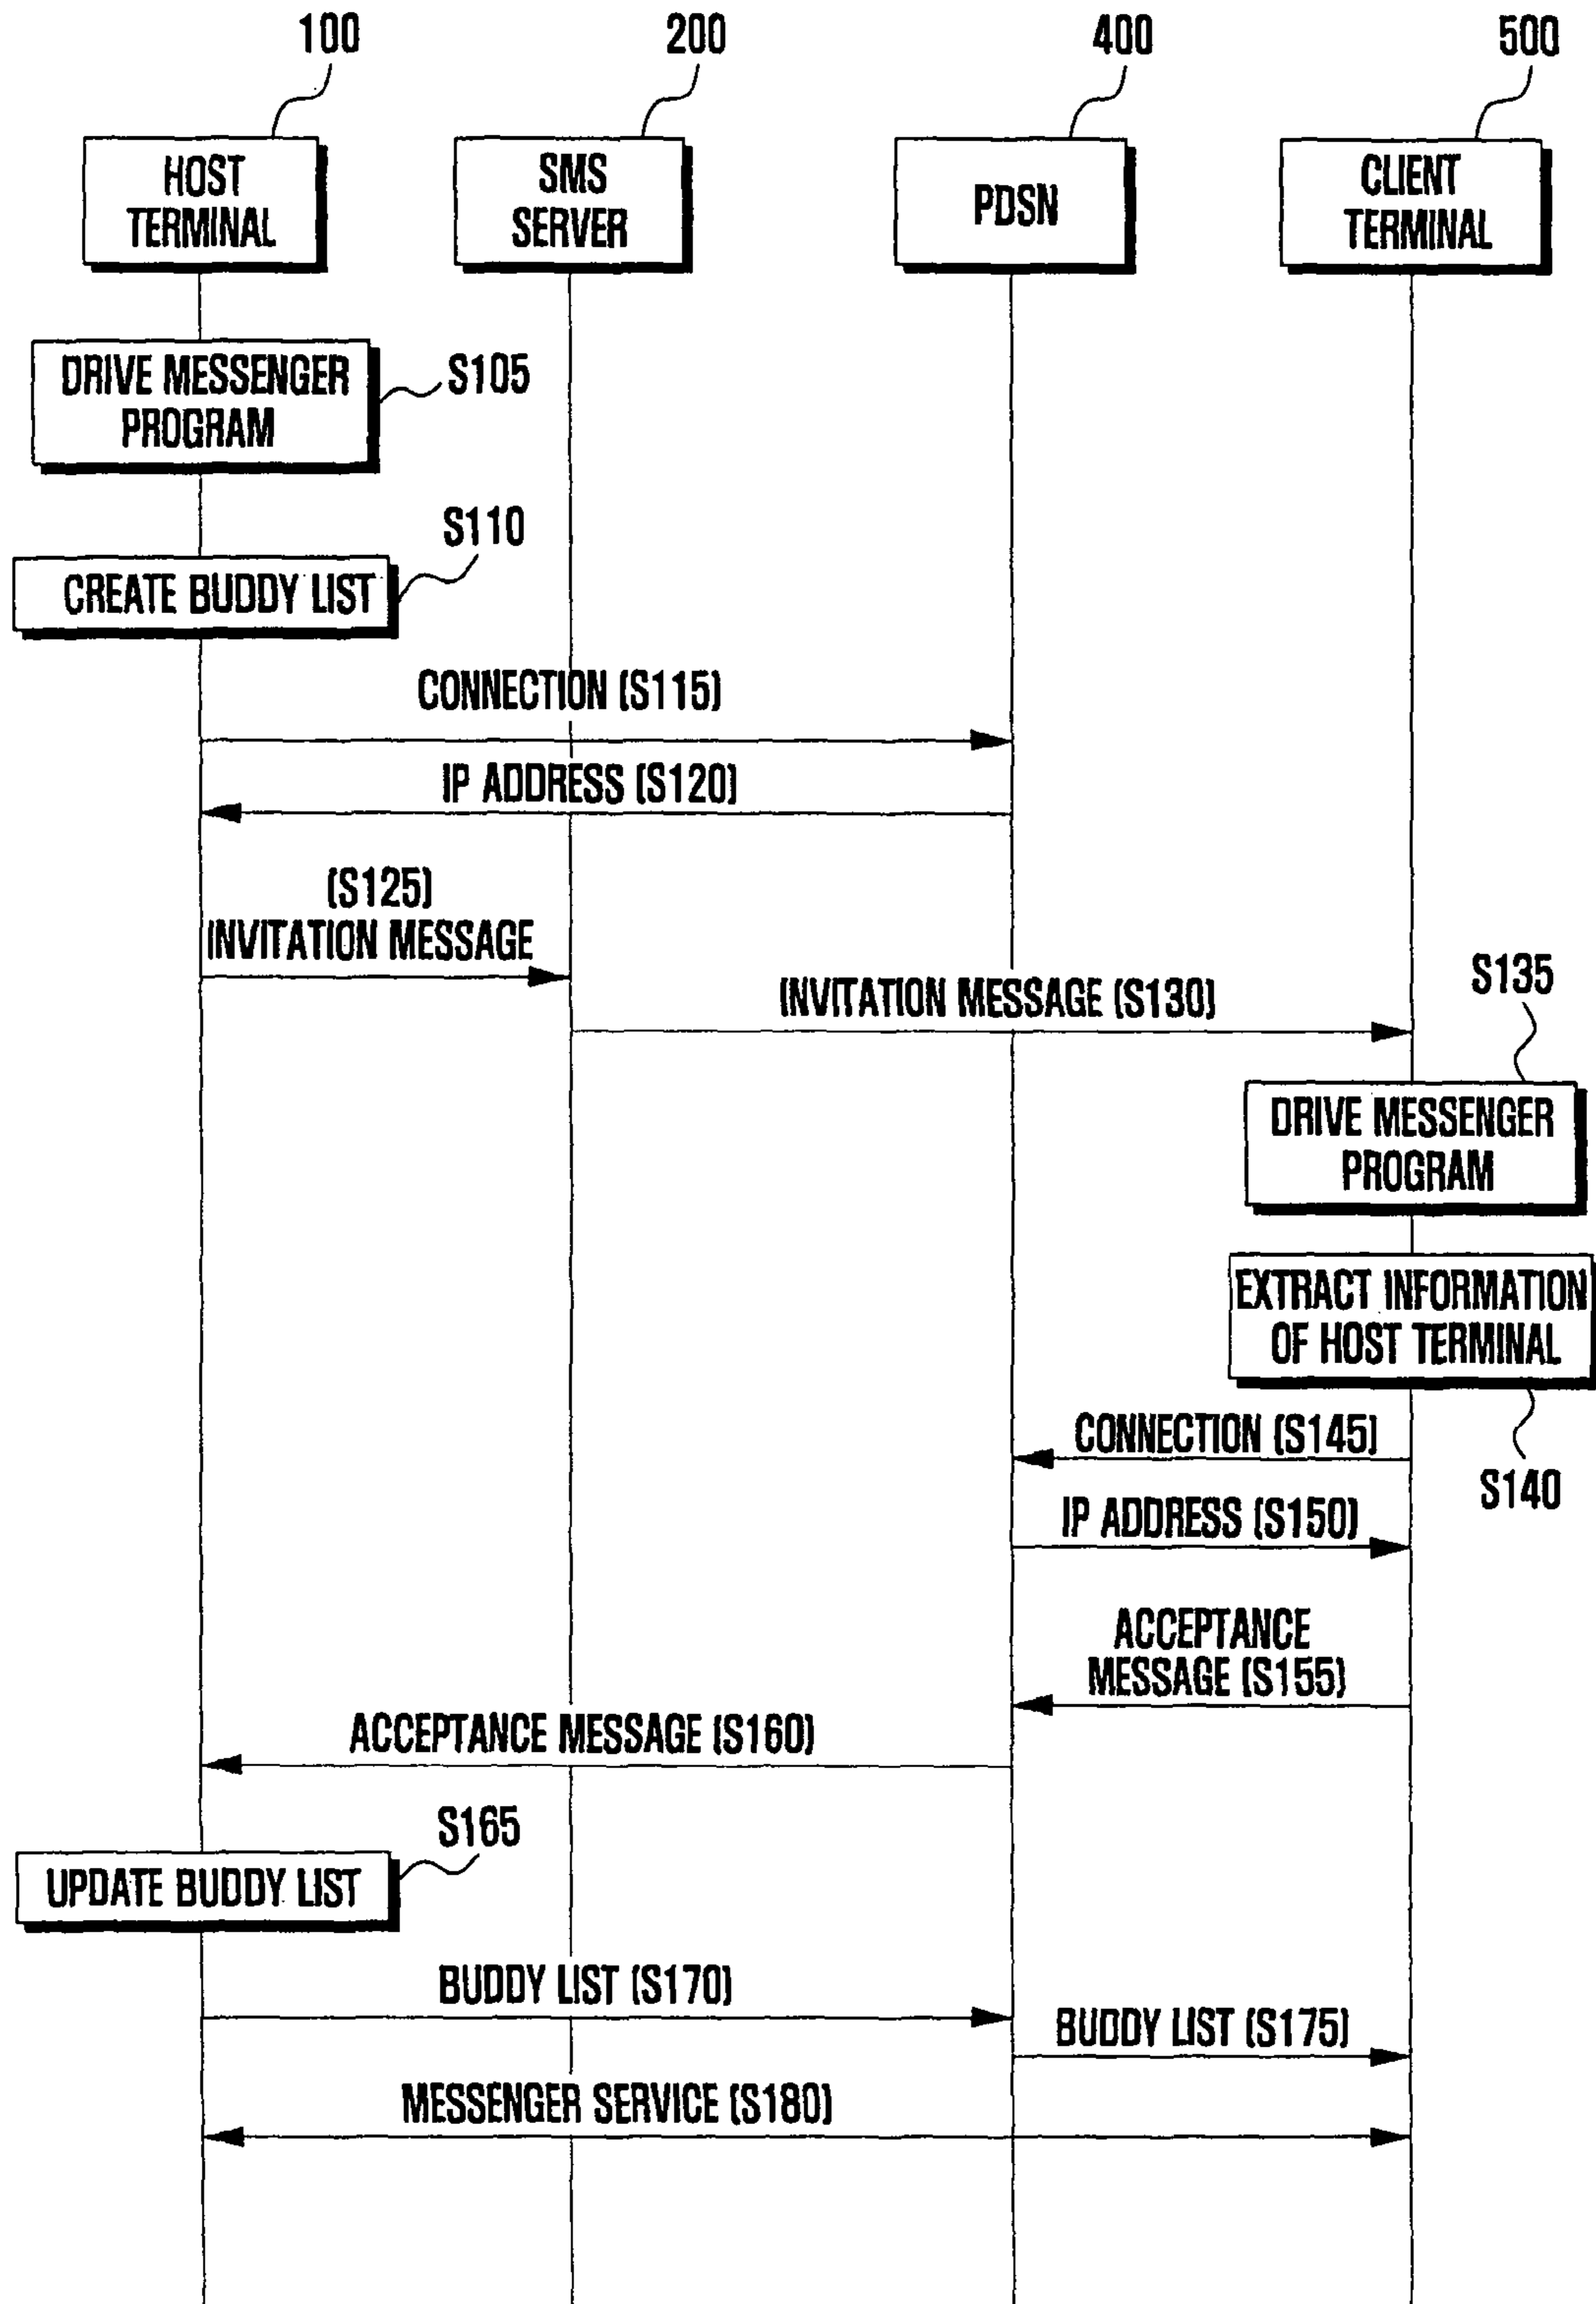 100
200
400
500
HOST
TERMINAL
SMS
SERVER
PDSN
CLIENT
TERMINAL
DRIVE MESSENGER
PROGRAM
S105
S110
CREATE BUDDY LIST
CONNECTION (S115)
IP ADDRESS (S120)
(S125)
INVITATION MESSAGE
INVITATION MESSAGE (S130)
S135
DRIVE MESSENGER
PROGRAM
EXTRACT INFORMATION
OF HOST TERMINAL
CONNECTION (S145)
S140
IP ADDRESS (S150)
ACCEPTANCE
MESSAGE (S155)
ACCEPTANCE MESSAGE (S160)
S165
UPDATE BUDDY LIST
BUDDY LIST (S170)
BUDDY LIST (S175)
MESSENGER SERVICE (S180)